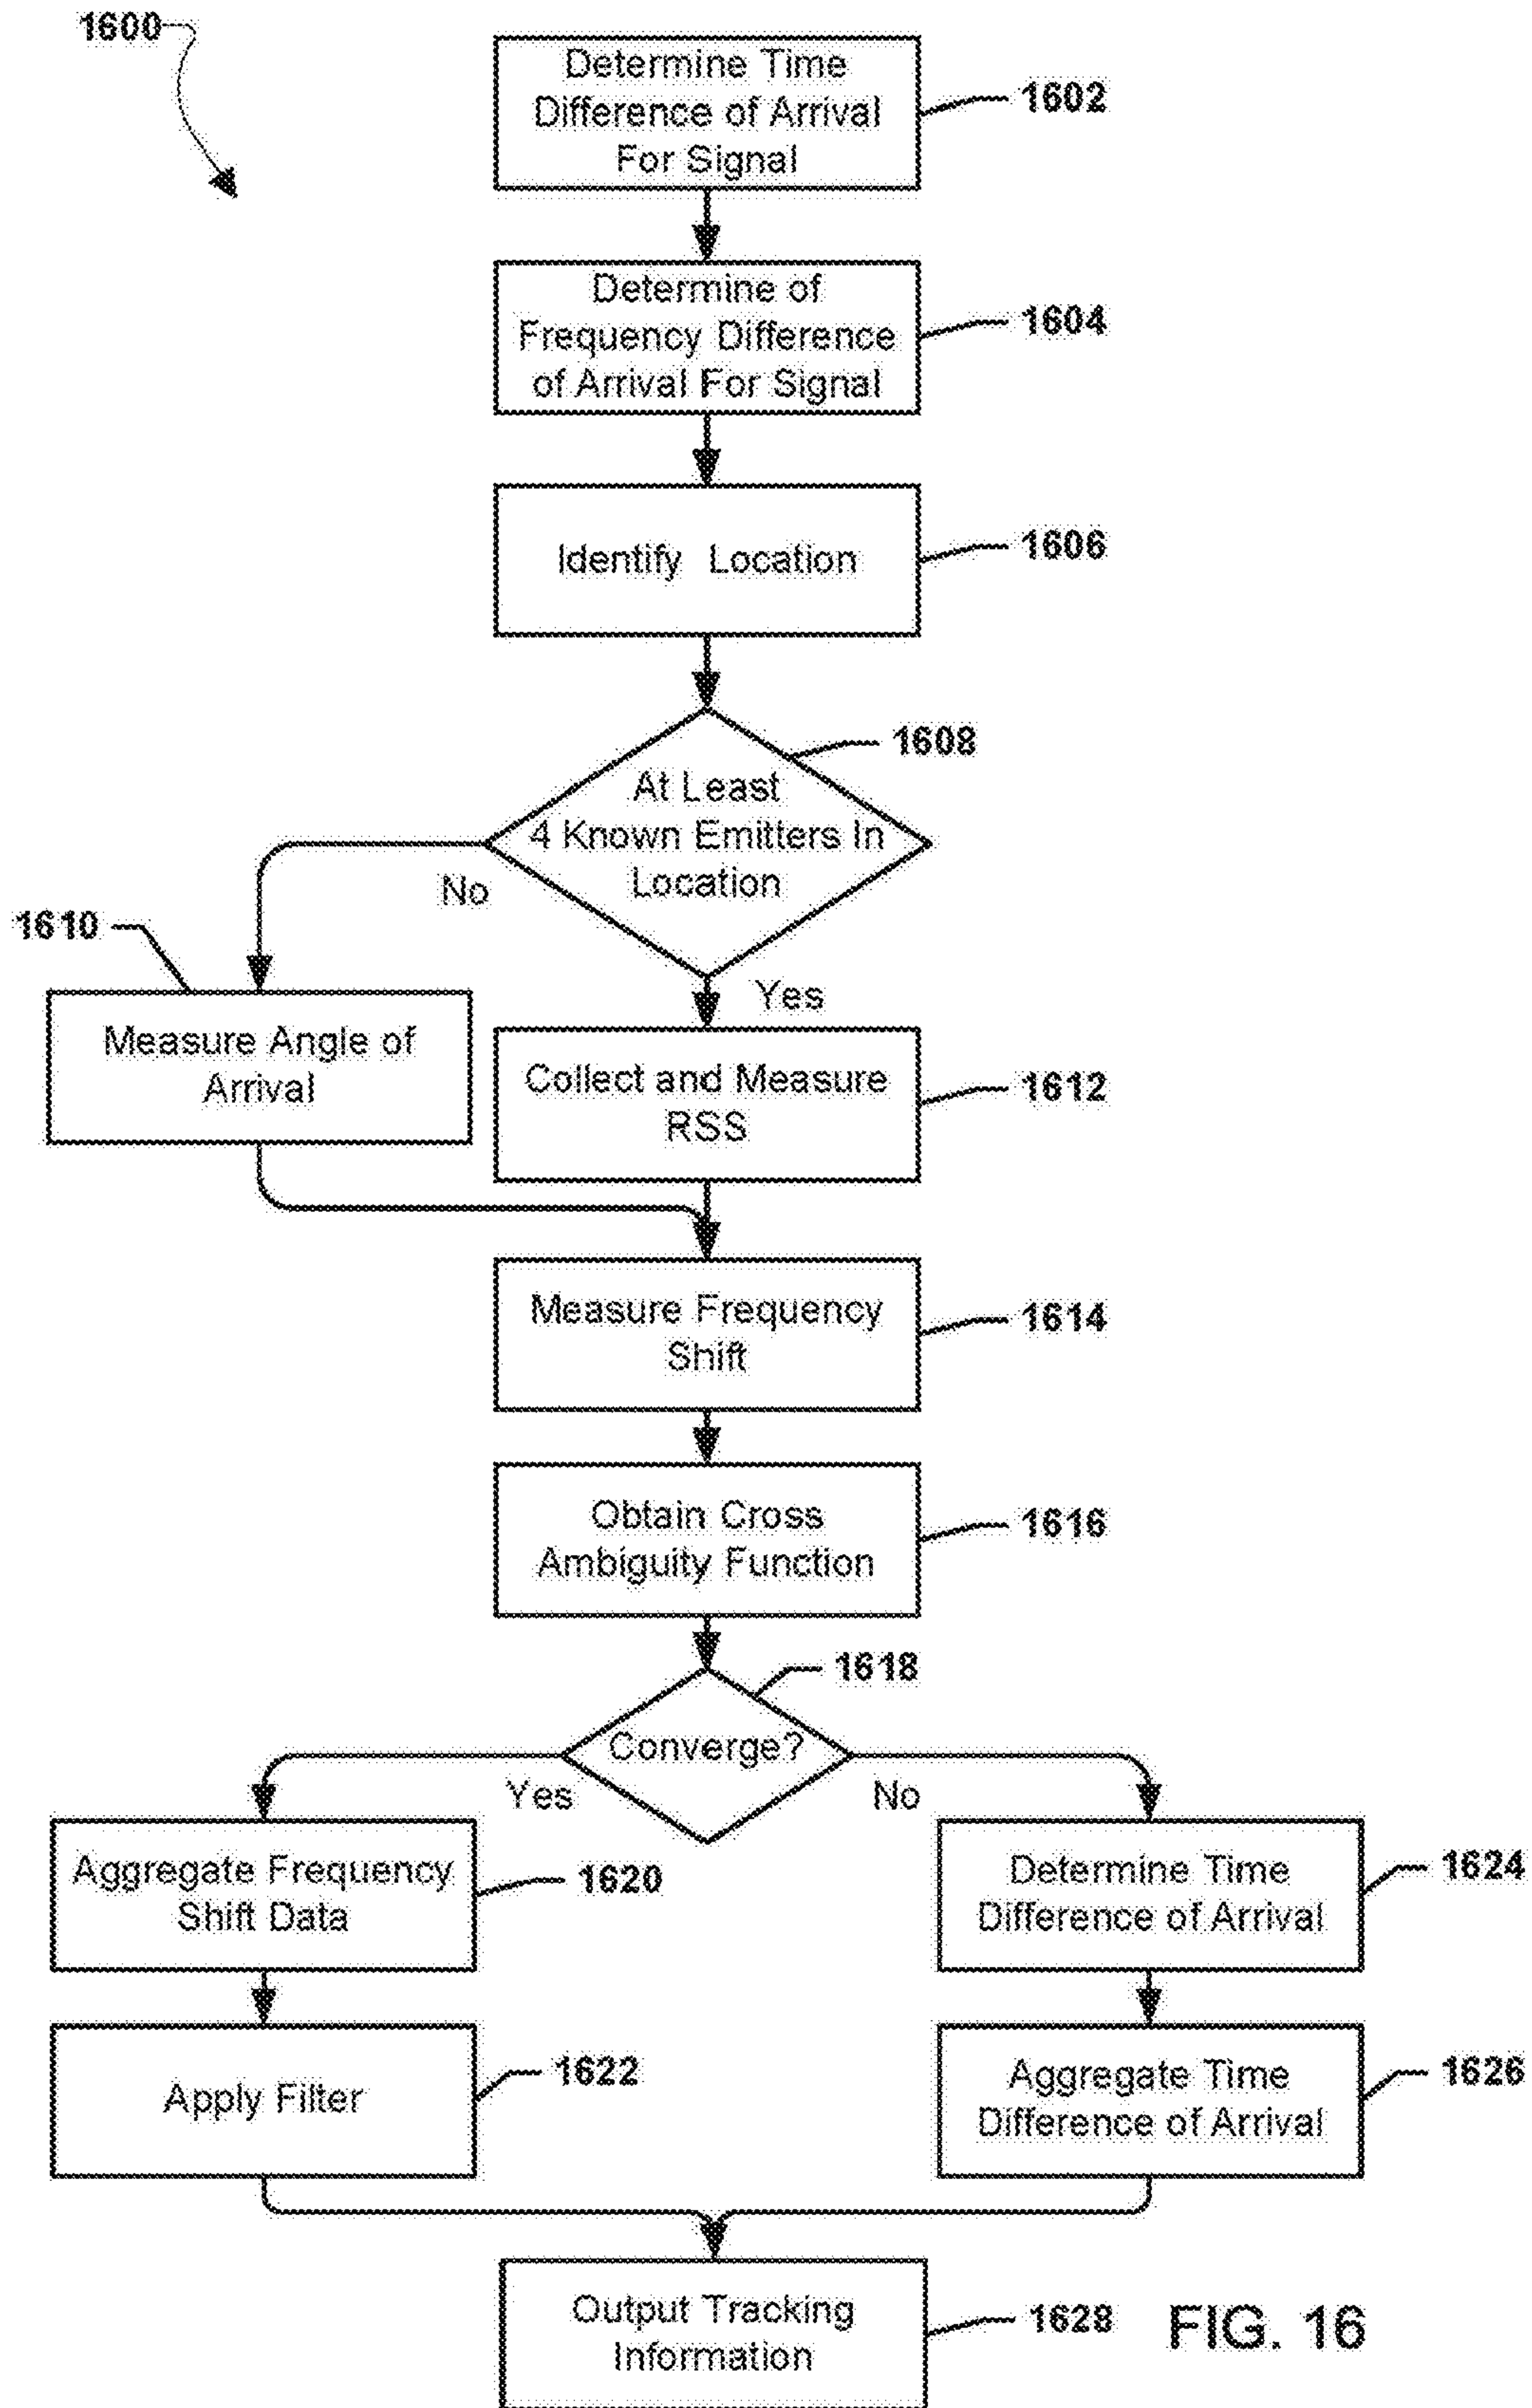 1600
Determine Time
Difference of Arrival
For Signal
1602
Determine of
Frequency Difference
of Arrival For Signal
1604
Identify Location
1606
1608
At Least
4 Known Emitters In
Location
No
Yes
1610
Measure Angle of
Arrival
Collect and Measure
RSS
1612
Measure Frequency
Shift
1614
Obtain Cross
Ambiguity Function
1616
1618
Converge?
Yes
No
Aggregate Frequency
Shift Data
1620
Determine Time
Difference of Arrival
1624
Apply Filter
1622
Aggregate Time
Difference of Arrival
1626
Output Tracking
Information
1628
FIG. 16